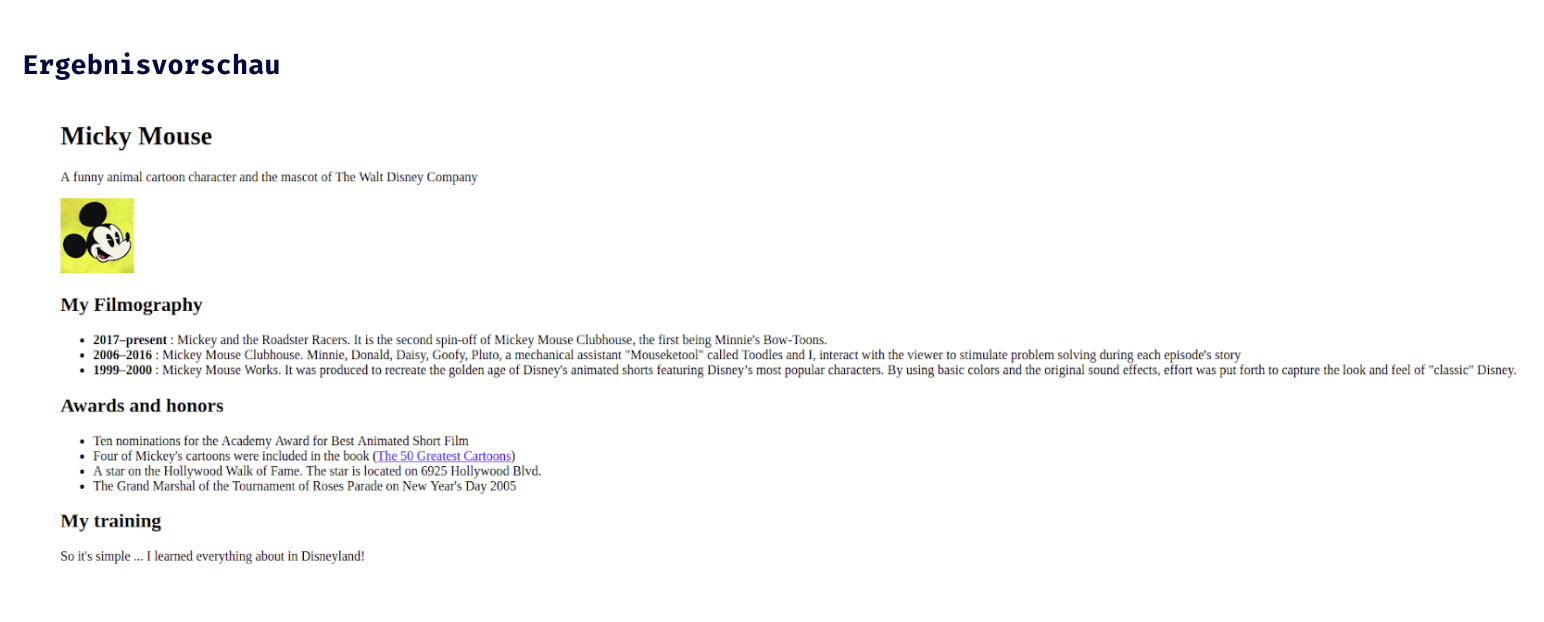 Ergebnisvorschau
Micky Mouse
A funny animal cartoon character and the mascot of The Walt Disney Company
My Filmography
• 2017–present : Mickey and the Roadster Racers. It is the second spin-off of Mickey Mouse Clubhouse, the first being Minnie's Bow-Toons.
• 2006–2016 : Mickey Mouse Clubhouse. Minnie, Donald, Daisy, Goofy, Pluto, a mechanical assistant "Mouseketool" called Toodles and I, interact with the viewer to stimulate problem solving during each episode's story
• 1999–2000 : Mickey Mouse Works. It was produced to recreate the golden age of Disney's animated shorts featuring Disney’s most popular characters. By using basic colors and the original sound effects, effort was put forth to capture the look and feel of "classic" Disney.
Awards and honors
• Ten nominations for the Academy Award for Best Animated Short Film
• Four of Mickey's cartoons were included in the book (The 50 Greatest Cartoons)
• A star on the Hollywood Walk of Fame. The star is located on 6925 Hollywood Blvd.
• The Grand Marshal of the Tournament of Roses Parade on New Year's Day 2005
My training
So it's simple ... I learned everything about in Disneyland!